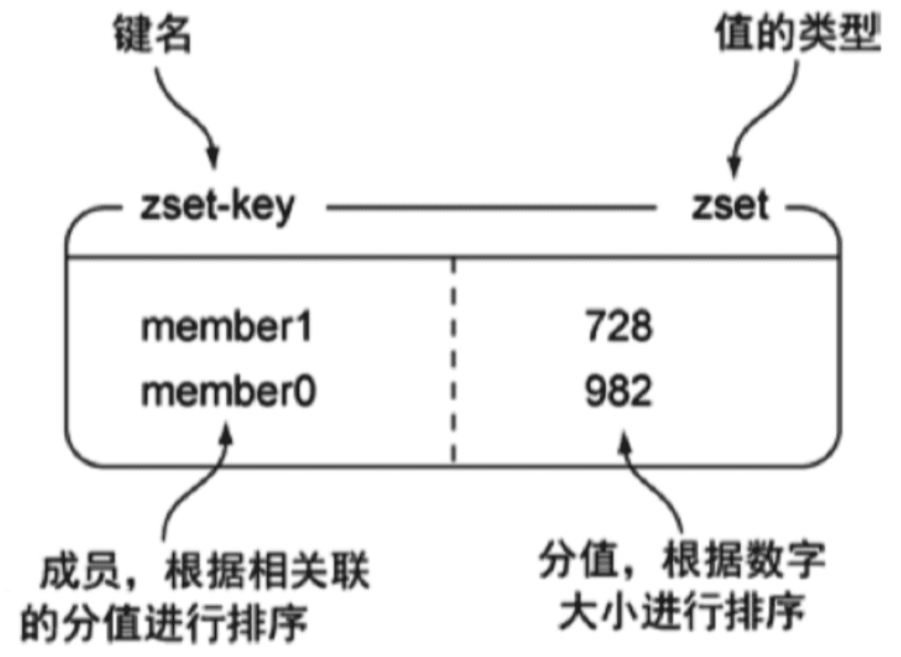 键名
值的类型
zset-key
zset
member1
728
member0
982
成员，根据相关联
的分值进行排序
分值，根据数字
大小进行排序